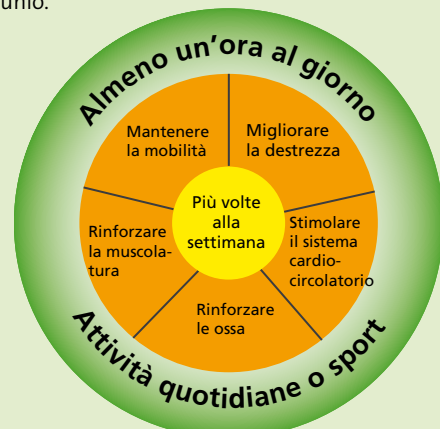 unio.
Almeno un'ora al giorno
Mantenere
la mobilità
Migliorare
la destrezza
Più volte
alla
settimana
Rinforzare
la muscola-
tura
Stimolare
il sistema
cardio-
circolatorio
Rinforzare
le ossa
Attività quotidiane o sport